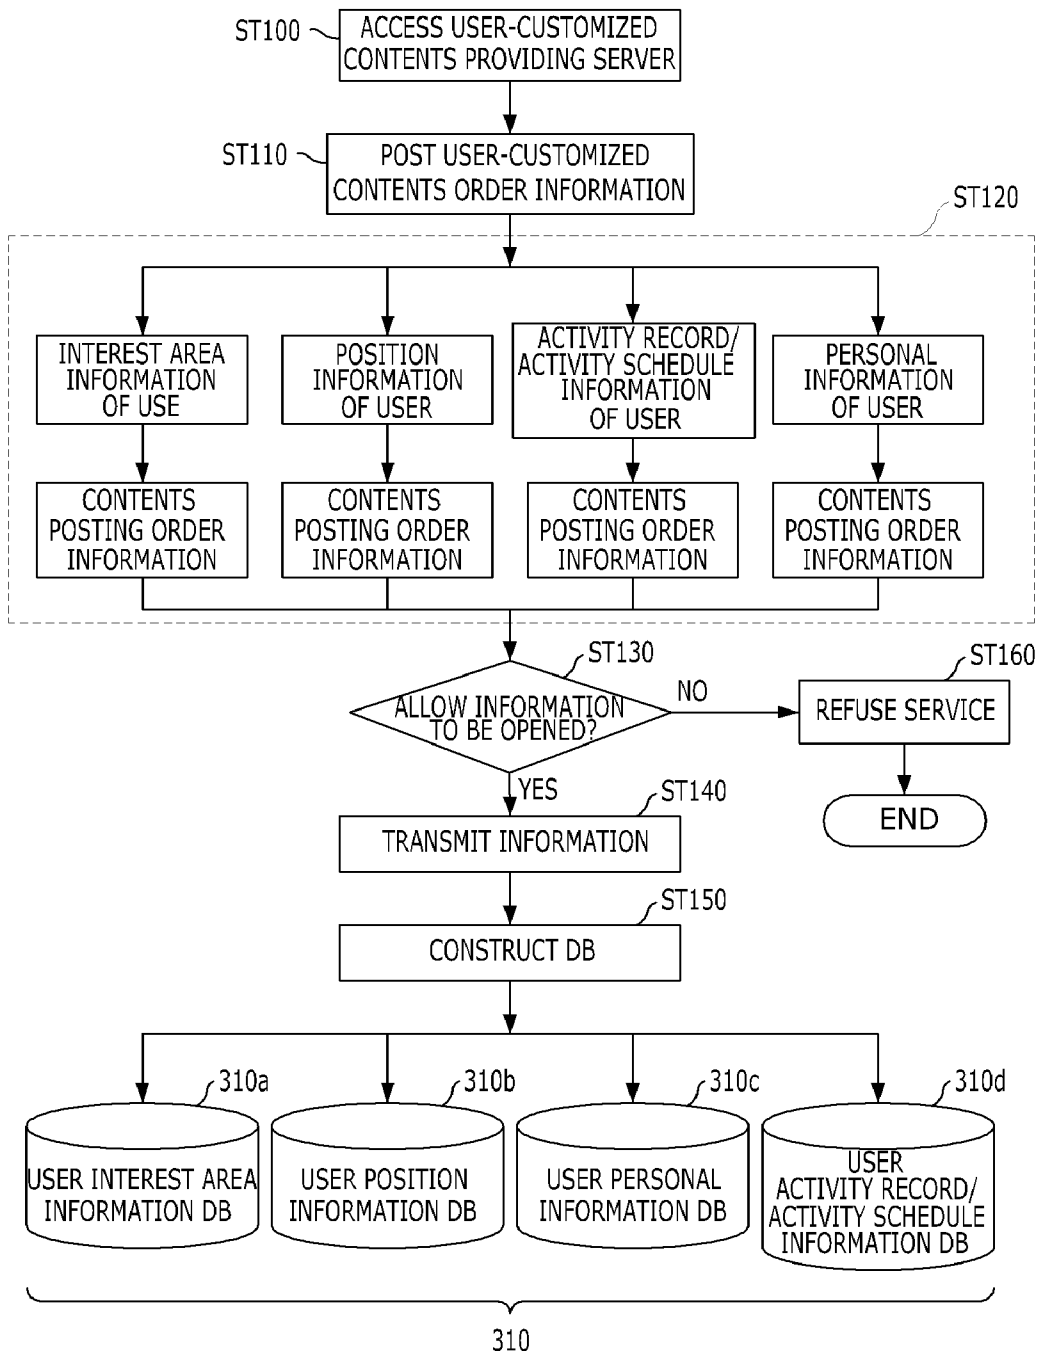 ST100
ACCESS USER-CUSTOMIZED
CONTENTS PROVIDING SERVER
ST110
POST USER-CUSTOMIZED
CONTENTS ORDER INFORMATION
ST120
INTEREST AREA
INFORMATION
OF USE
POSITION
INFORMATION
OF USER
ACTIVITY RECORD/
ACTIVITY SCHEDULE
INFORMATION
OF USER
PERSONAL
INFORMATION
OF USER
CONTENTS
POSTING ORDER
INFORMATION
CONTENTS
POSTING ORDER
INFORMATION
CONTENTS
POSTING ORDER
INFORMATION
CONTENTS
POSTING ORDER
INFORMATION
ST130
ALLOW INFORMATION
TO BE OPENED?
NO
ST160
REFUSE SERVICE
END
YES
ST140
TRANSMIT INFORMATION
ST150
CONSTRUCT DB
310a
USER INTEREST AREA
INFORMATION DB
310b
USER POSITION
INFORMATION DB
310c
USER PERSONAL
INFORMATION DB
310d
USER
ACTIVITY RECORD/
ACTIVITY SCHEDULE
INFORMATION DB
310